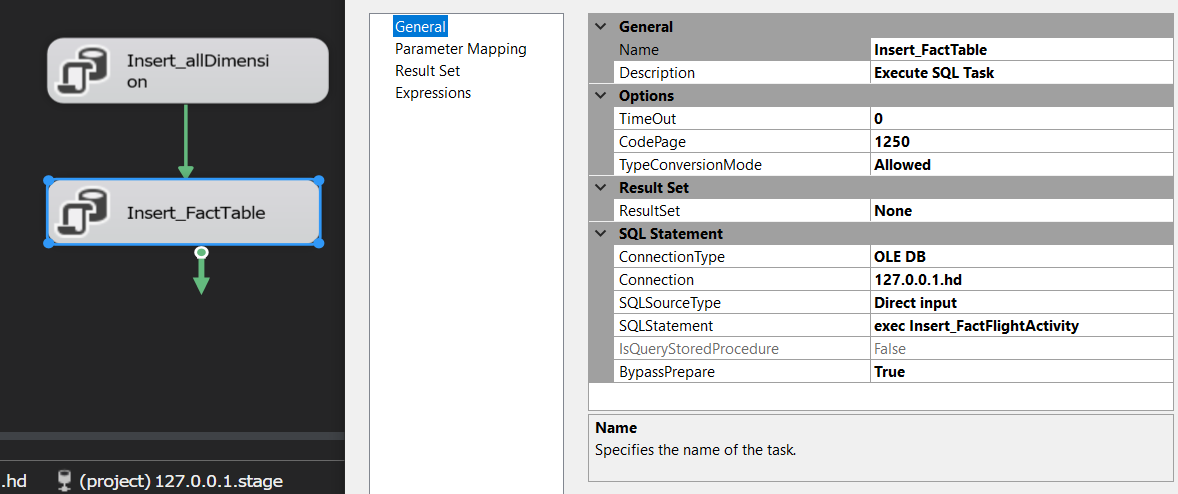 Insert_allDimensi
on
Insert_FactTable
.hd
(project) 127.0.0.1.stage
General
Parameter Mapping
Result Set
Expressions
General
Name Insert_FactTable
Description Execute SQL Task
Options
TimeOut 0
CodePage 1250
TypeConversionMode Allowed
Result Set
ResultSet None
SQL Statement
ConnectionType OLE DB
Connection 127.0.0.1.hd
SQLSourceType Direct input
SQLStatement exec Insert_FactFlightActivity
IsQueryStoredProcedure False
BypassPrepare True
Name
Specifies the name of the task.